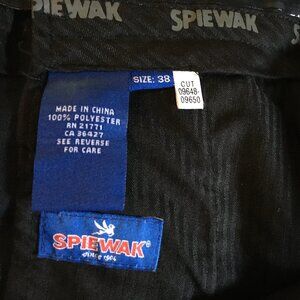 SPIEWAK
SPIEWAK
S
SIZE: 38
CUT
09648-
09650
MADE IN CHINA
100% POLYESTER
RN 21771
CA 36427
SEE REVERSE
FOR CARE
SPIEWAK®
SINCE 1904